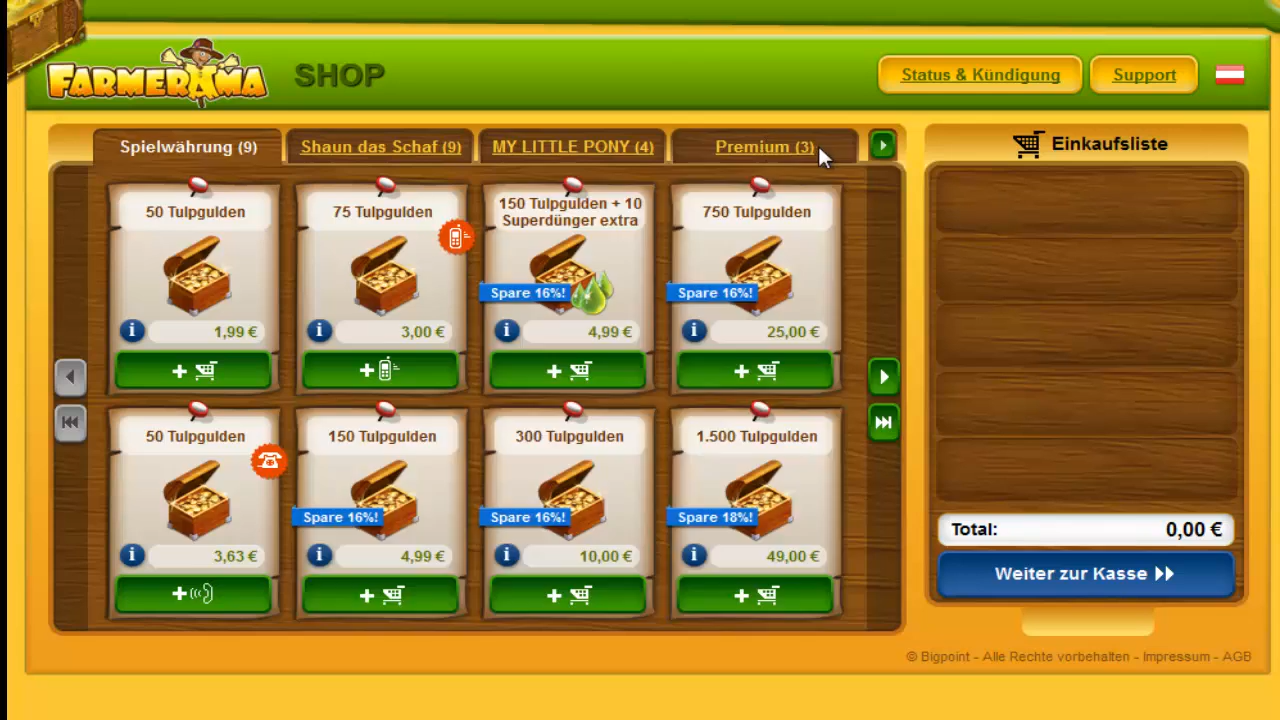 FARMERAMA
SHOP
Status & Kündigung
Support
Spielwährung (9)
Shaun das Schaf (9)
MY LITTLE PONY (4)
Premium (3)
Einkaufsliste
50 Tulpgulden
1,99 €
75 Tulpgulden
3,00 €
150 Tulpgulden + 10
Superdünger extra
Spare 16%!
4,99 €
750 Tulpgulden
Spare 16%!
25,00 €
50 Tulpgulden
3,63 €
150 Tulpgulden
Spare 16%!
4,99 €
300 Tulpgulden
Spare 16%!
10,00 €
1.500 Tulpgulden
Spare 18%!
49,00 €
Total: 0,00 €
Weiter zur Kasse
© Bigpoint - Alle Rechte vorbehalten - Impressum - AGB